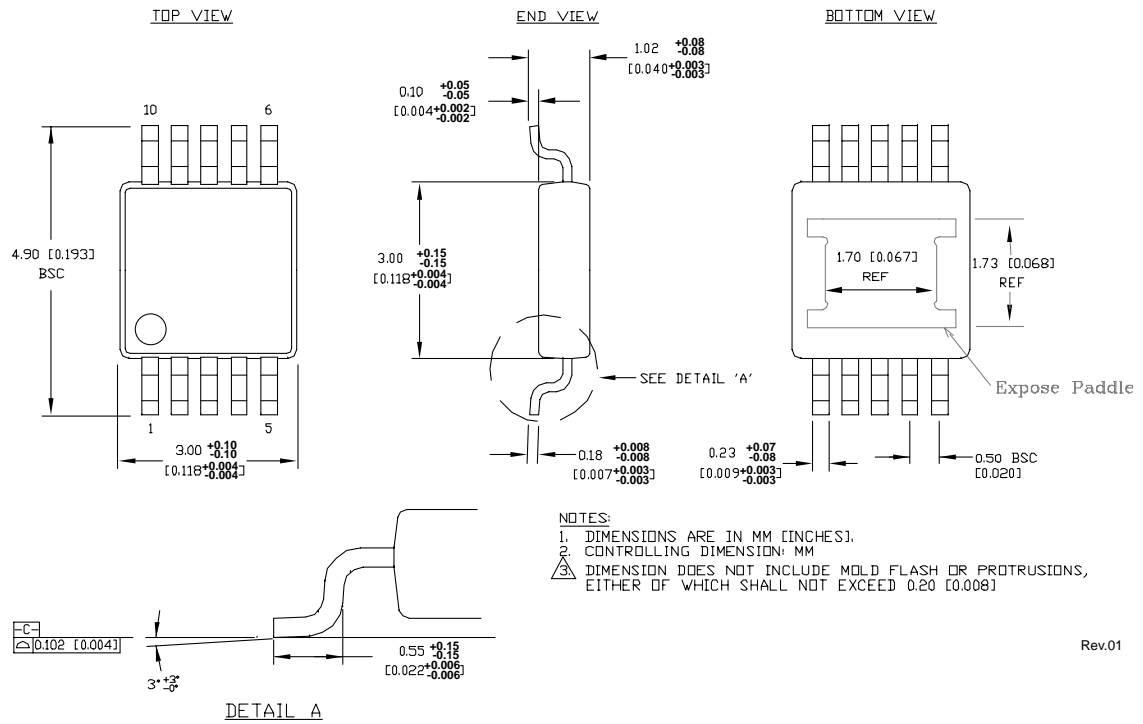 TOP VIEW
END VIEW
BOTTOM VIEW
1.02 +0.08 -0.08
[0.040+0.003 -0.003]
0.10 +0.05 -0.05
[0.004+0.002 -0.002]
10
6
4.90 [0.193]
BSC
3.00 +0.15 -0.15
[0.118+0.004 -0.004]
1.70 [0.067]
REF
1.73 [0.068]
REF
SEE DETAIL 'A'
Expose Paddle
1
5
3.00 +0.10 -0.10
[0.118+0.004 -0.004]
0.18 +0.008 -0.008
[0.007+0.003 -0.003]
0.23 +0.07 -0.08
[0.009+0.003 -0.003]
0.50 BSC
[0.020]
NOTES:
1. DIMENSIONS ARE IN MM [INCHES].
2. CONTROLLING DIMENSION: MM
3. DIMENSION DOES NOT INCLUDE MOLD FLASH OR PROTRUSIONS,
EITHER OF WHICH SHALL NOT EXCEED 0.20 [0.008]
-C-
0.102 [0.004]
3° +3° -0°
0.55 +0.15 -0.15
[0.022+0.006 -0.006]
Rev.01
DETAIL A